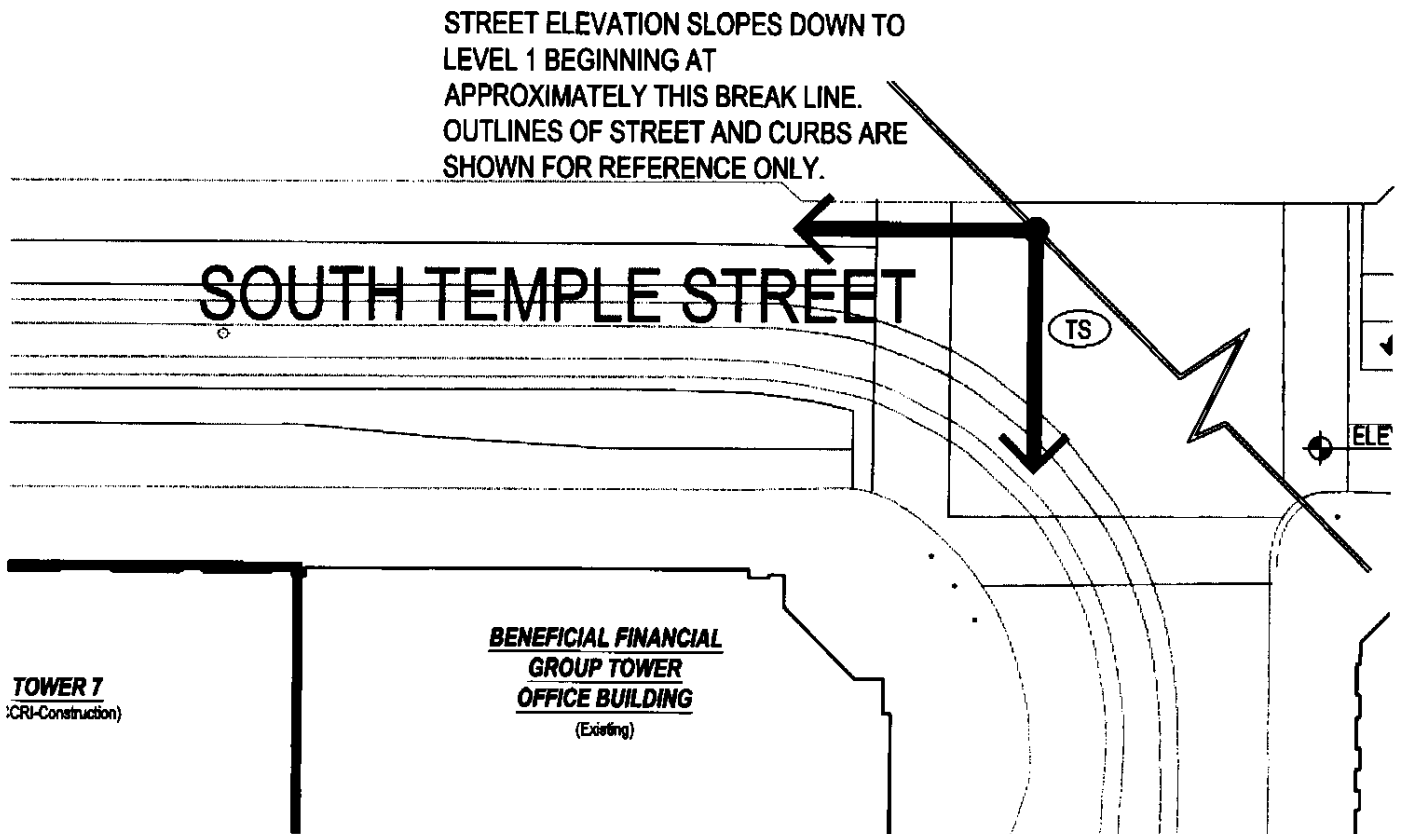 STREET ELEVATION SLOPES DOWN TO
LEVEL 1 BEGINNING AT
APPROXIMATELY THIS BREAK LINE.
OUTLINES OF STREET AND CURBS ARE
SHOWN FOR REFERENCE ONLY.
SOUTH TEMPLE STREET
TS
BENEFICIAL FINANCIAL
GROUP TOWER
OFFICE BUILDING
(Existing)
TOWER 7
CRI-Construction)